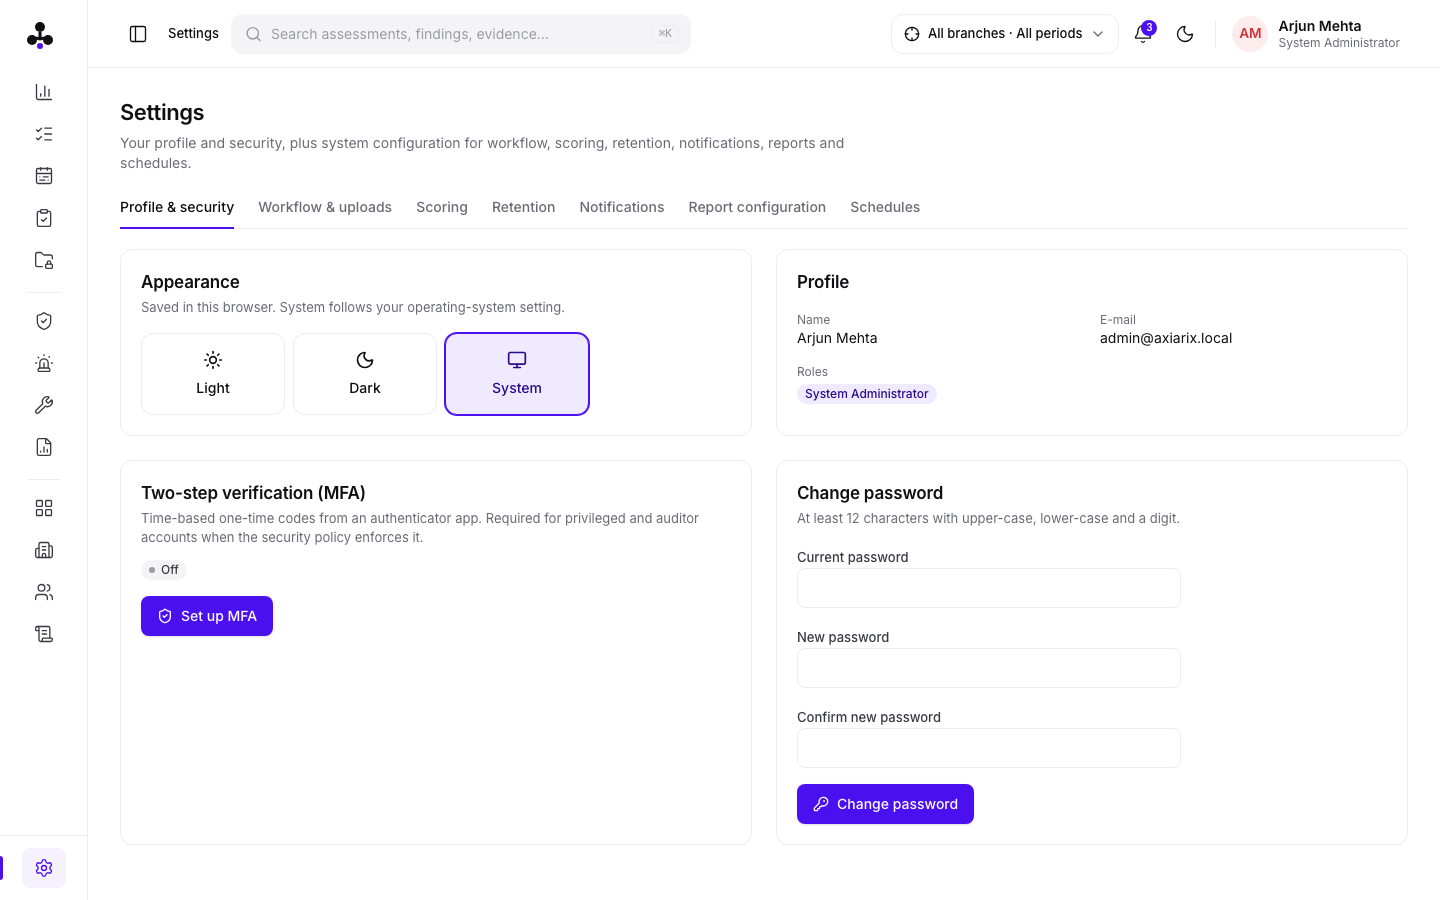 Settings
Search assessments, findings, evidence...
⌘K
All branches · All periods
3
AM
Arjun Mehta
System Administrator
Settings
Your profile and security, plus system configuration for workflow, scoring, retention, notifications, reports and
schedules.
Profile & security
Workflow & uploads
Scoring
Retention
Notifications
Report configuration
Schedules
Appearance
Saved in this browser. System follows your operating-system setting.
Light
Dark
System
Profile
Name
Arjun Mehta
E-mail
admin@axiarix.local
Roles
System Administrator
Two-step verification (MFA)
Time-based one-time codes from an authenticator app. Required for privileged and auditor
accounts when the security policy enforces it.
Off
Set up MFA
Change password
At least 12 characters with upper-case, lower-case and a digit.
Current password
New password
Confirm new password
Change password